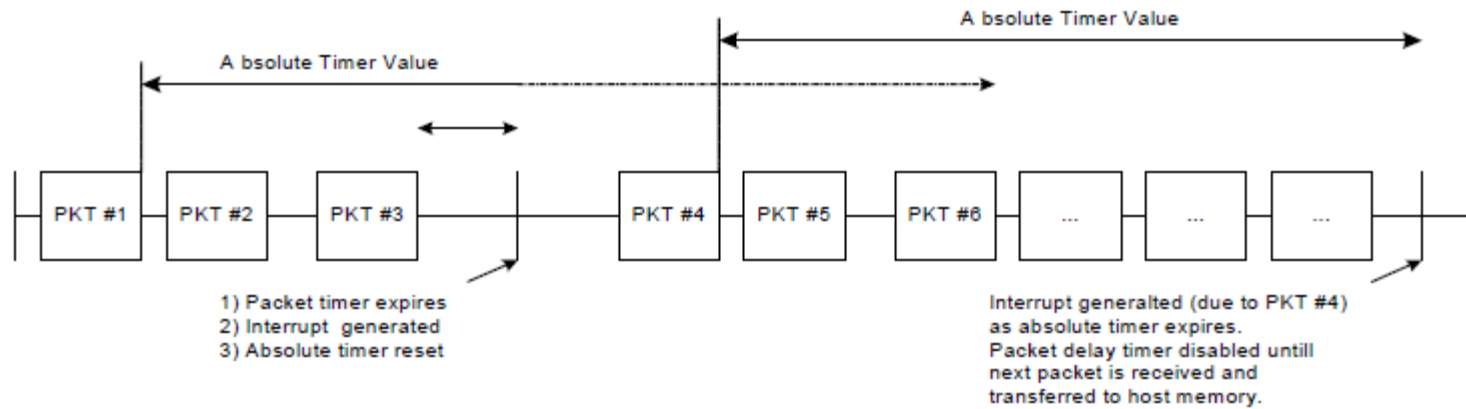 A bsolute Timer Value
A bsolute Timer Value
PKT #1
PKT #2
PKT #3
PKT #4
PKT #5
PKT #6
...
...
...
1) Packet timer expires
2) Interrupt generated
3) Absolute timer reset
Interrupt generalted (due to PKT #4)
as absolute timer expires.
Packet delay timer disabled untill
next packet is received and
transferred to host memory.